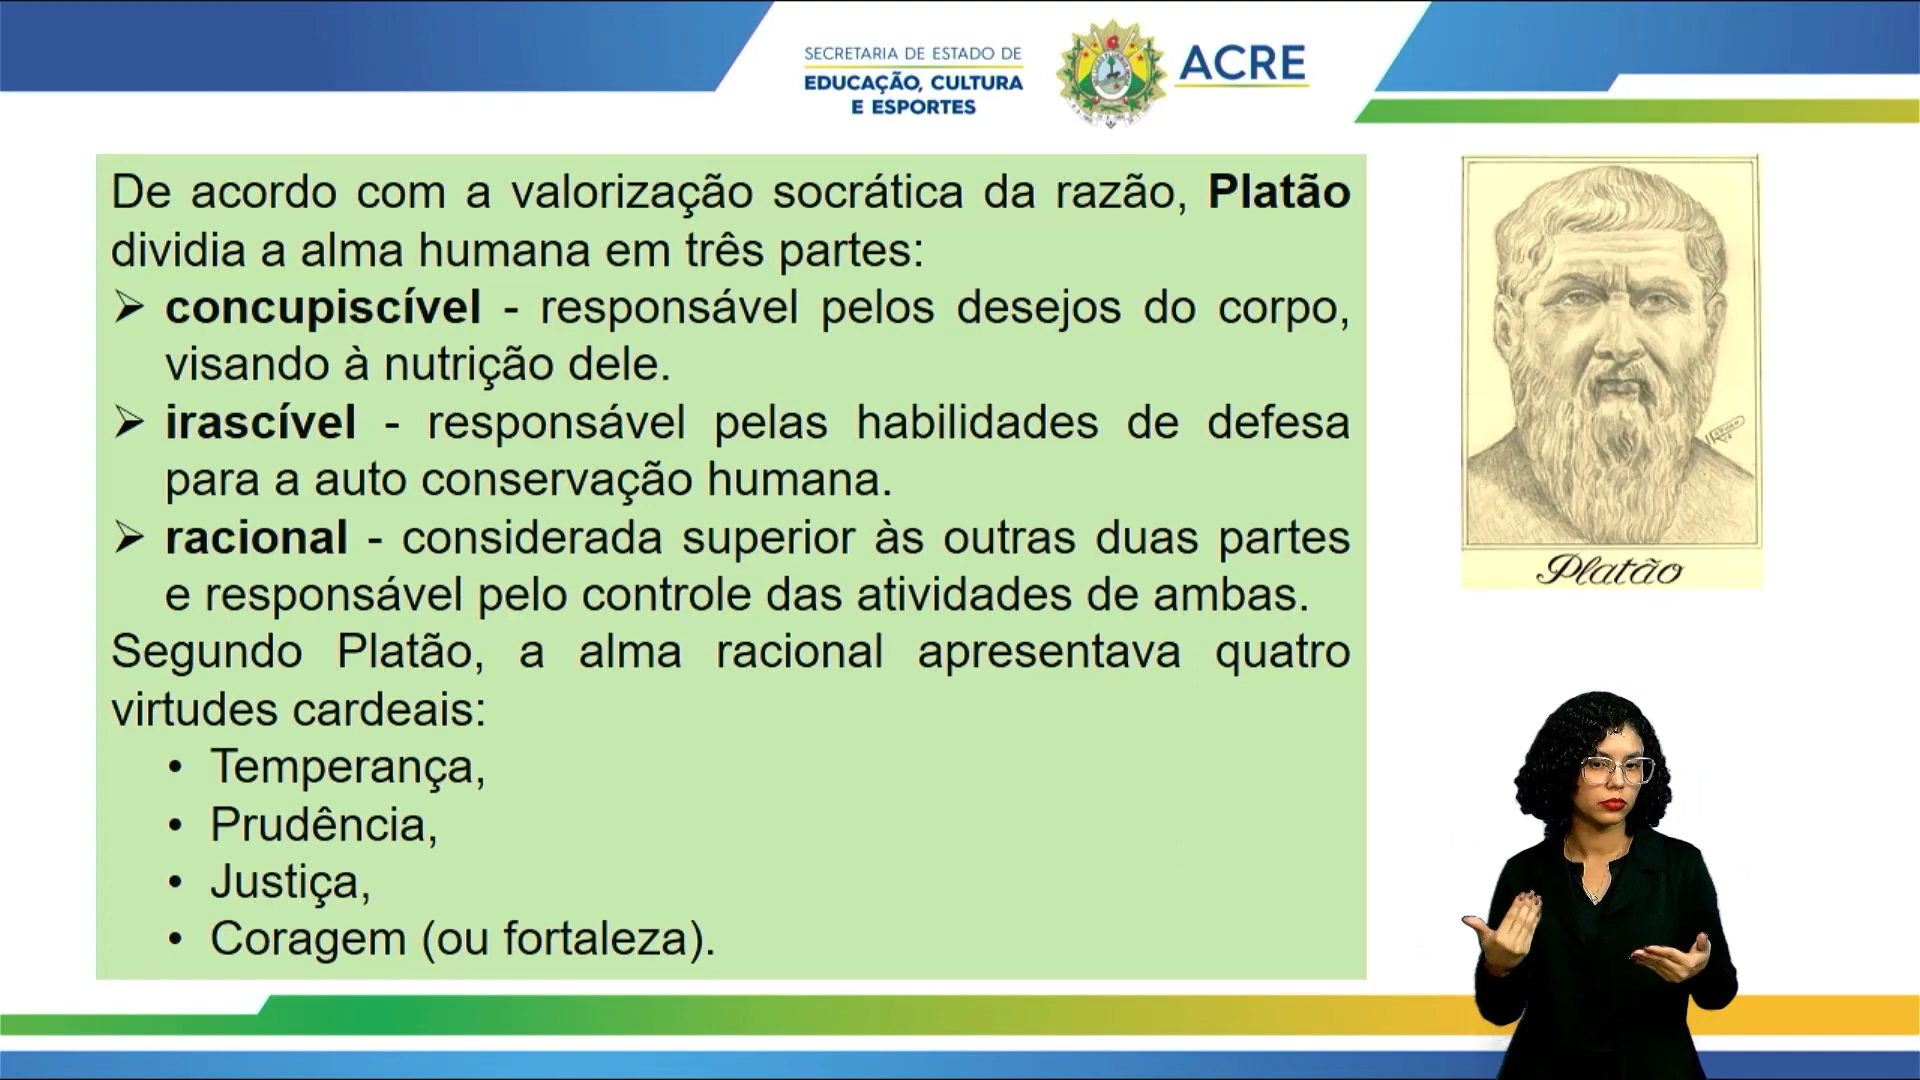 SECRETARIA DE ESTADO DE
EDUCAÇÃO, CULTURA
E ESPORTES
ACRE
De acordo com a valorização socrática da razão, Platão
dividia a alma humana em três partes:
➢ concupiscível - responsável pelos desejos do corpo,
visando à nutrição dele.
➢ irascível - responsável pelas habilidades de defesa
para a auto conservação humana.
➢ racional - considerada superior às outras duas partes
e responsável pelo controle das atividades de ambas.
Segundo Platão, a alma racional apresentava quatro
virtudes cardeais:
• Temperança,
• Prudência,
• Justiça,
• Coragem (ou fortaleza).
Platão